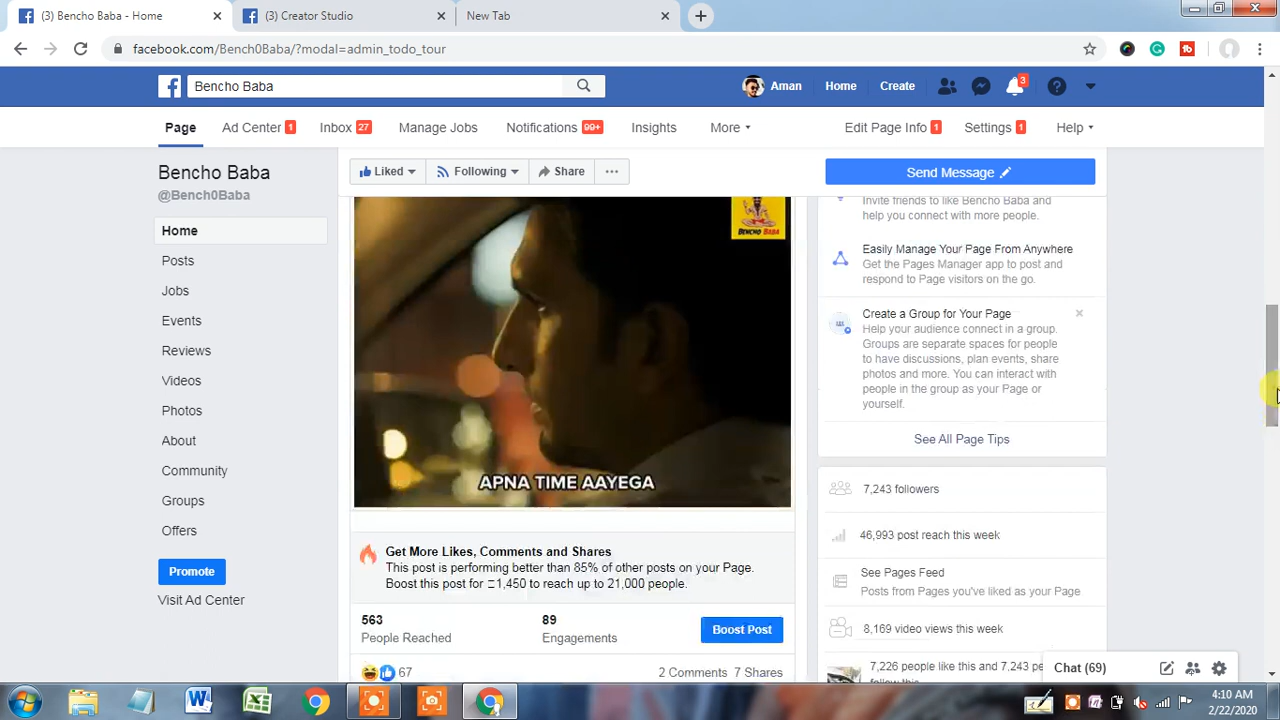 (3) Bencho Baba - Home
(3) Creator Studio
New Tab
facebook.com/Bench0Baba/?modal=admin_todo_tour
Bencho Baba
Aman
Home
Create
3
Page
Ad Center 1
Inbox 27
Manage Jobs
Notifications 99+
Insights
More
Edit Page Info 1
Settings 1
Help
Bencho Baba
@Bench0Baba
Liked
Following
Share
Send Message
Home
Posts
Jobs
Events
Reviews
Videos
Photos
About
Community
Groups
Offers
Promote
Visit Ad Center
BENCHO BABA
APNA TIME AAYEGA
Get More Likes, Comments and Shares
This post is performing better than 85% of other posts on your Page.
Boost this post for 1,450 to reach up to 21,000 people.
563
People Reached
89
Engagements
Boost Post
67
2 Comments 7 Shares
Invite friends to like Bencho Baba and
help you connect with more people.
Easily Manage Your Page From Anywhere
Get the Pages Manager app to post and
respond to Page visitors on the go.
Create a Group for Your Page
Help your audience connect in a group.
Groups are separate spaces for people
to have discussions, plan events, share
photos and more. You can interact with
people in the group as your Page or
yourself.
See All Page Tips
7,243 followers
46,993 post reach this week
See Pages Feed
Posts from Pages you've liked as your Page
8,169 video views this week
7,226 people like this and 7,243 pe
follow this
Chat (69)
4:10 AM
2/22/2020